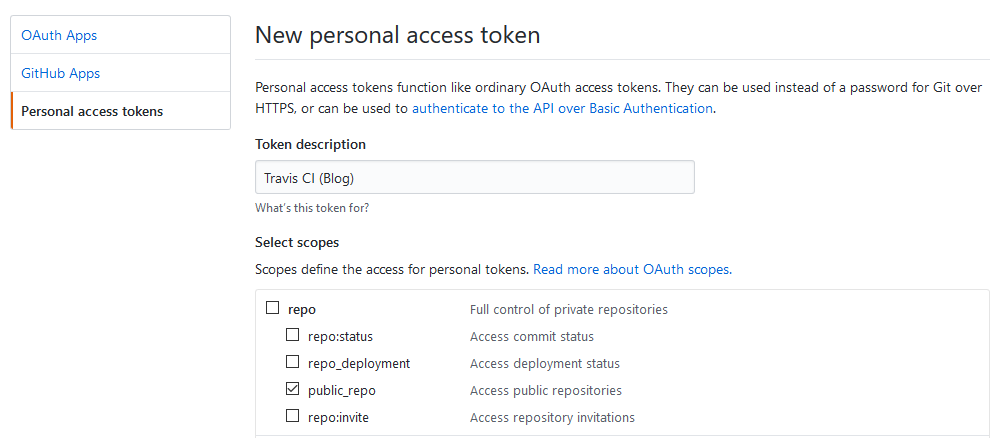 OAuth Apps
GitHub Apps
Personal access tokens
New personal access token
Personal access tokens function like ordinary OAuth access tokens. They can be used instead of a password for Git over
HTTPS, or can be used to authenticate to the API over Basic Authentication.
Token description
Travis CI (Blog)
What's this token for?
Select scopes
Scopes define the access for personal tokens. Read more about OAuth scopes.
repo Full control of private repositories
repo:status Access commit status
repo_deployment Access deployment status
public_repo Access public repositories
repo:invite Access repository invitations